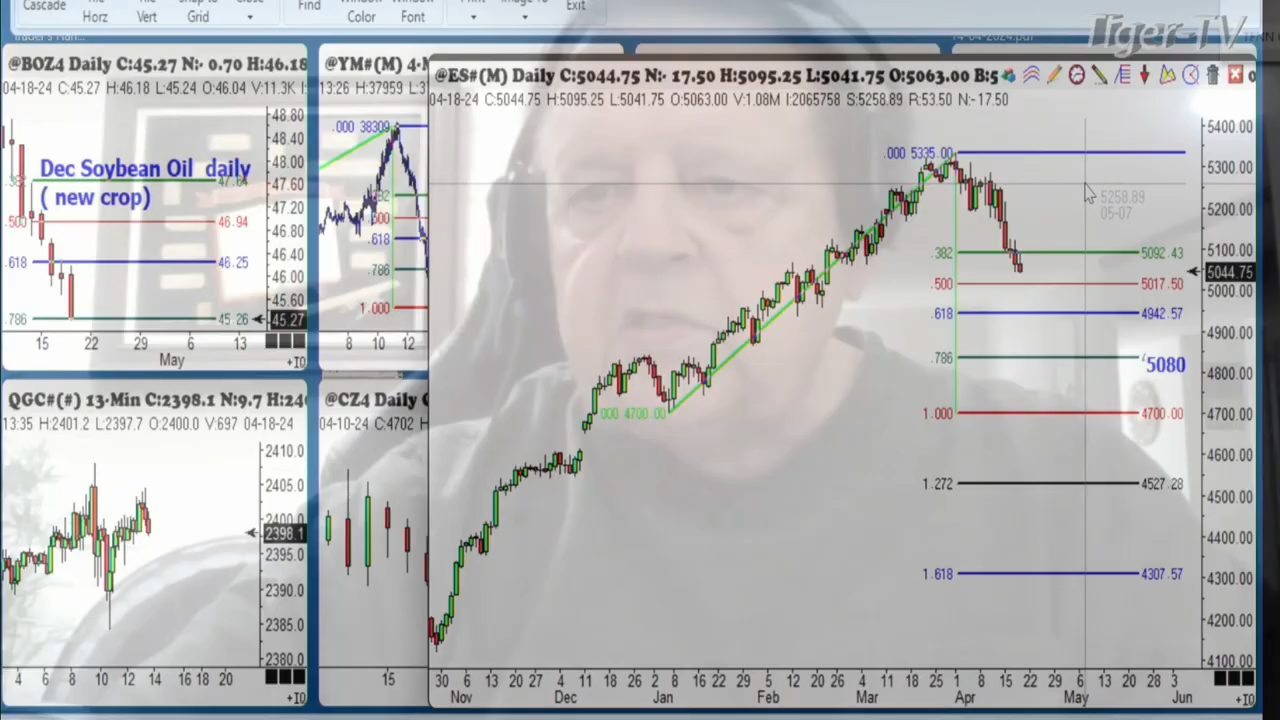 Cascade
Horz
Tile
Vert
Snap to
Grid
Find
Window
Color
Window
Font
Exit
Tiger-TV
@BOZ4 Daily C:45.27 N:- 0.70 H:46.18
04-18-24 C:45.27 H:46.18 L:45.24 O:46.04 V:11.3K
48.80
48.40
48.00
47.60
47.20
46.80
46.40
46.00
45.60
45.27
Dec Soybean Oil daily
( new crop)
47.64
.500 46.94
.618 46.25
.786 45.26
15 22 29 6 13
May
+IO
@YM#(M) 4-M
13:26 H:37959
.000 38309
.618
.786
1.000
8 10 12
@ES#(M) Daily C:5044.75 N:- 17.50 H:5095.25 L:5041.75 O:5063.00 B:5
04-18-24 C:5044.75 H:5095.25 L:5041.75 O:5063.00 V:1.08M I:2065758 S:5258.89 R:53.50 N:-17.50
5400.00
5300.00
5200.00
5100.00
5044.75
5000.00
4900.00
4800.00
4700.00
4600.00
4500.00
4400.00
4300.00
4200.00
4100.00
.000 5335.00
5258.89
05-07
.382 5092.43
.500 5017.50
.618 4942.57
.786
5080
1.000 4700.00
000 4700.00
1.272 4527.28
1.618 4307.57
30 6 13 20 27 4 11 18 26 2 8 16 22 29 5 12 20 26 4 11 18 25 1 8 15 22 29 6 13 20 28 3
Nov Dec Jan Feb Mar Apr May Jun
+IO
QGC#(#) 13-Min C:2398.1 N:9.7 H:240
13:35 H:2401.2 L:2397.7 O:2400.0 V:697 04-18-24
2410.0
2405.0
2400.0
2398.1
2395.0
2390.0
2385.0
2380.0
4 6 8 10 12 14 16 18 20
+IO
@CZ4 Daily
04-10-24 C:4702
15